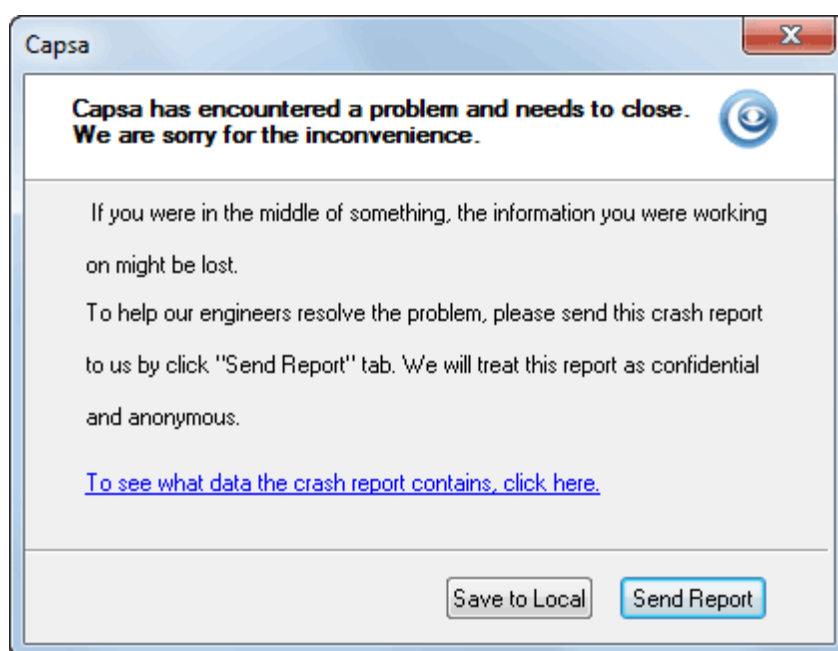 Capsa
Capsa has encountered a problem and needs to close.
We are sorry for the inconvenience.
If you were in the middle of something, the information you were working
on might be lost.
To help our engineers resolve the problem, please send this crash report
to us by click "Send Report" tab. We will treat this report as confidential
and anonymous.
To see what data the crash report contains, click here.
Save to Local
Send Report